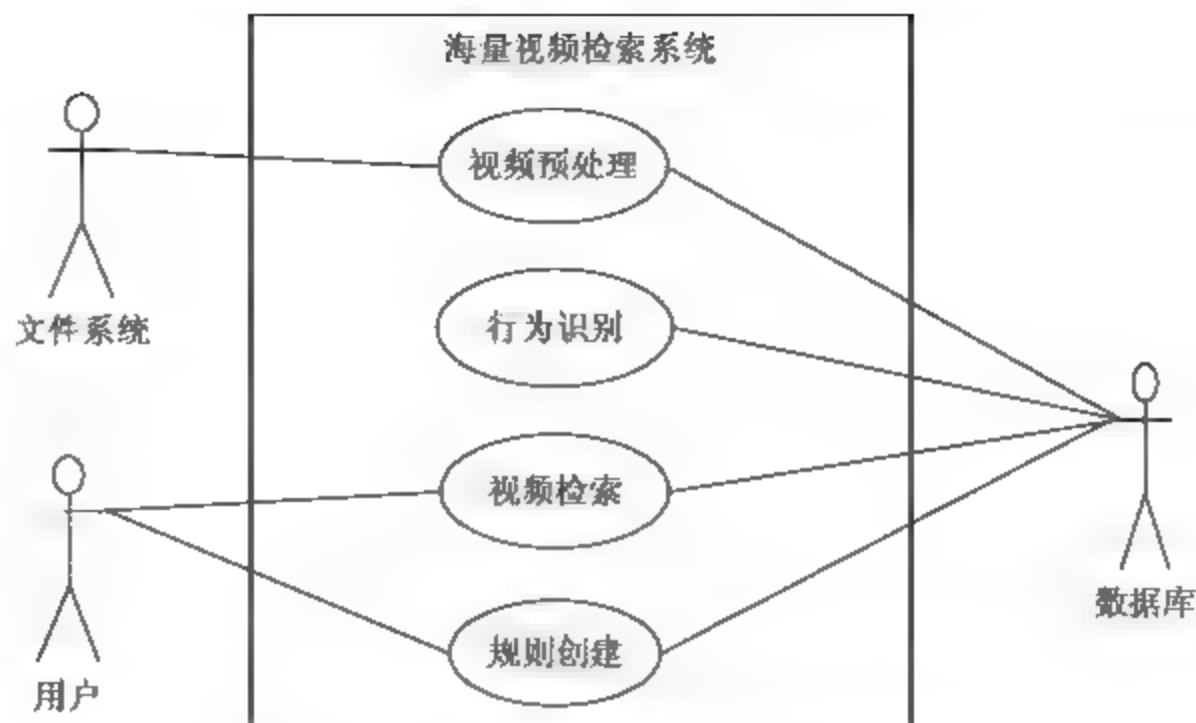 海量视频检索系统
视频预处理
文件系统
行为识别
视频检索
数据库
规则创建
用户